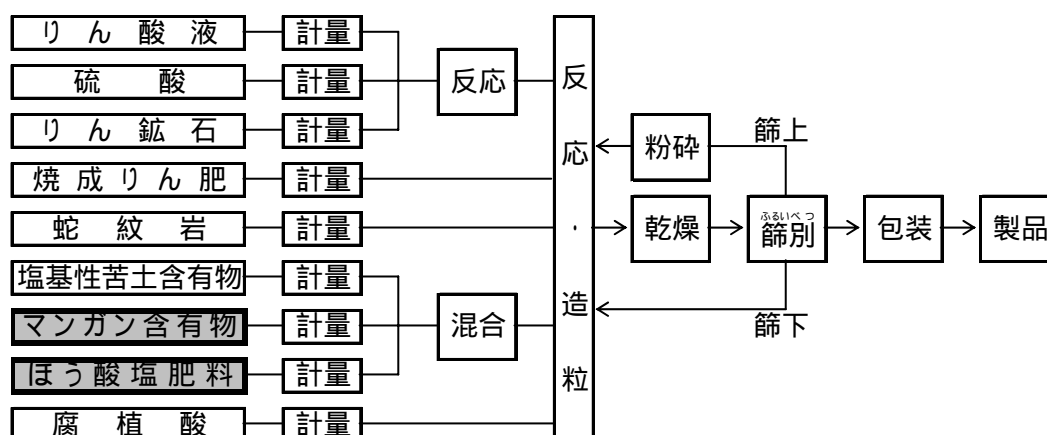 りん酸液 計量
硫酸 計量 反応
りん鉱石 計量
焼成りん肥 計量
蛇紋岩 計量
塩基性苦土含有物 計量
マンガン含有物 計量 混合
ほう酸塩肥料 計量
腐植酸 計量
反応・造粒
粉砕 篩上
乾燥 篩別 包装 製品
ふるいべつ
篩下